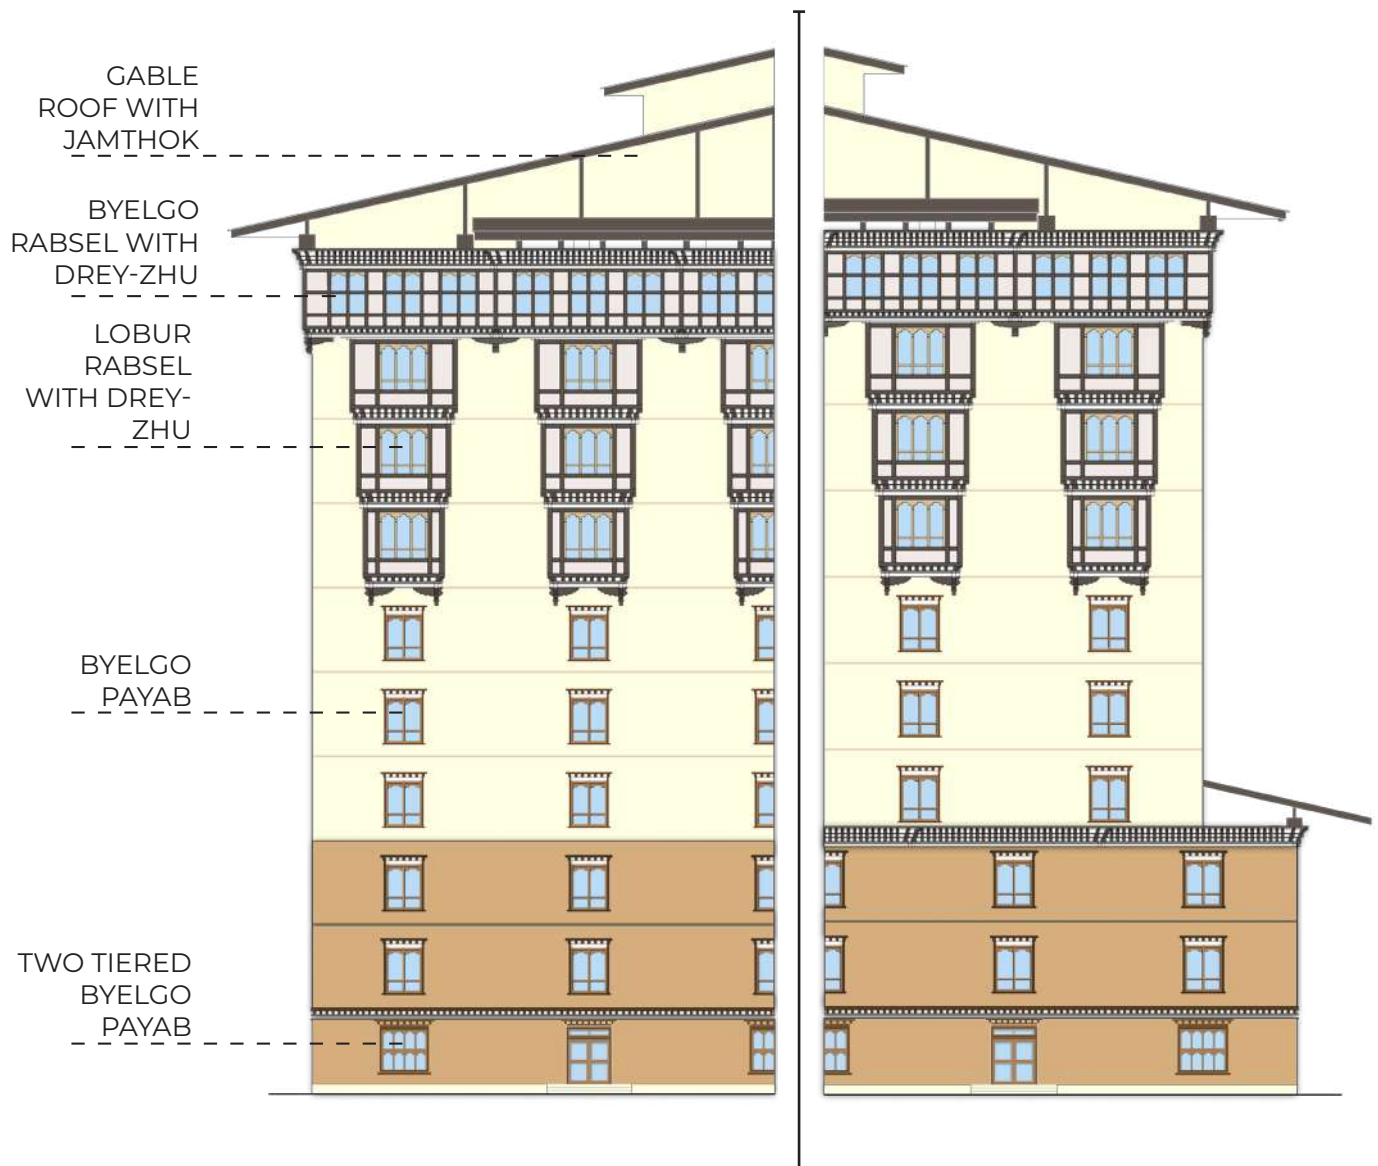 GABLE
ROOF WITH
JAMTHOK
BYELGO
RABSEL WITH
DREY-ZHU
LOBUR
RABSEL
WITH DREY-
ZHU
BYELGO
PAYAB
TWO TIERED
BYELGO
PAYAB